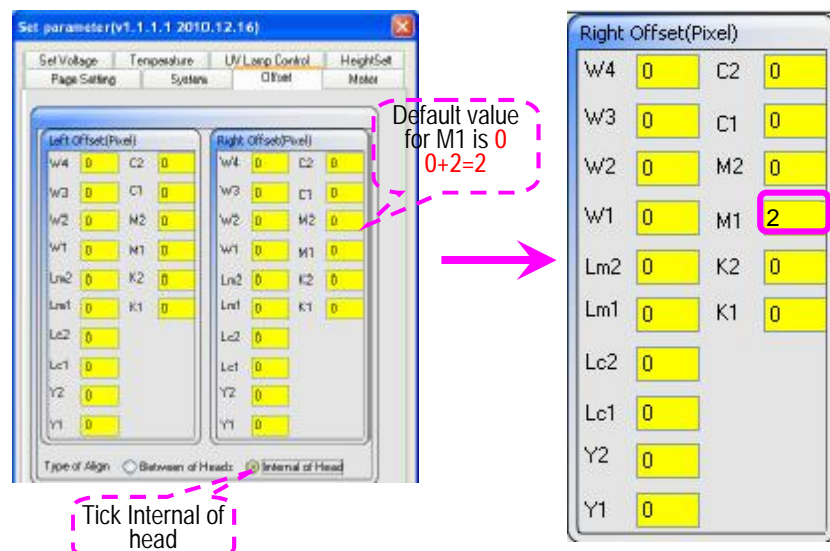 Set parameter(v1.1.1.1 2010.12.16)
Set Voltage Temperature UV Lamp Control HeightSet
Page Setting System Offset Motor
Left Offset(Pixel) Right Offset(Pixel)
W4 0 C2 0 W4 0 C2 0
W3 0 C1 0 W3 0 C1 0
W2 0 M2 0 W2 0 M2 0
W1 0 M1 0 W1 0 M1 0
Lm2 0 K2 0 Lm2 0 K2 0
Lm1 0 K1 0 Lm1 0 K1 0
Lc2 0 Lc2 0
Lc1 0 Lc1 0
Y2 0 Y2 0
Y1 0 Y1 0
Type of Align Between of Heads Internal of Head
Default value
for M1 is 0
0+2=2
Tick Internal of
head
Right Offset(Pixel)
W4 0 C2 0
W3 0 C1 0
W2 0 M2 0
W1 0 M1 2
Lm2 0 K2 0
Lm1 0 K1 0
Lc2 0
Lc1 0
Y2 0
Y1 0